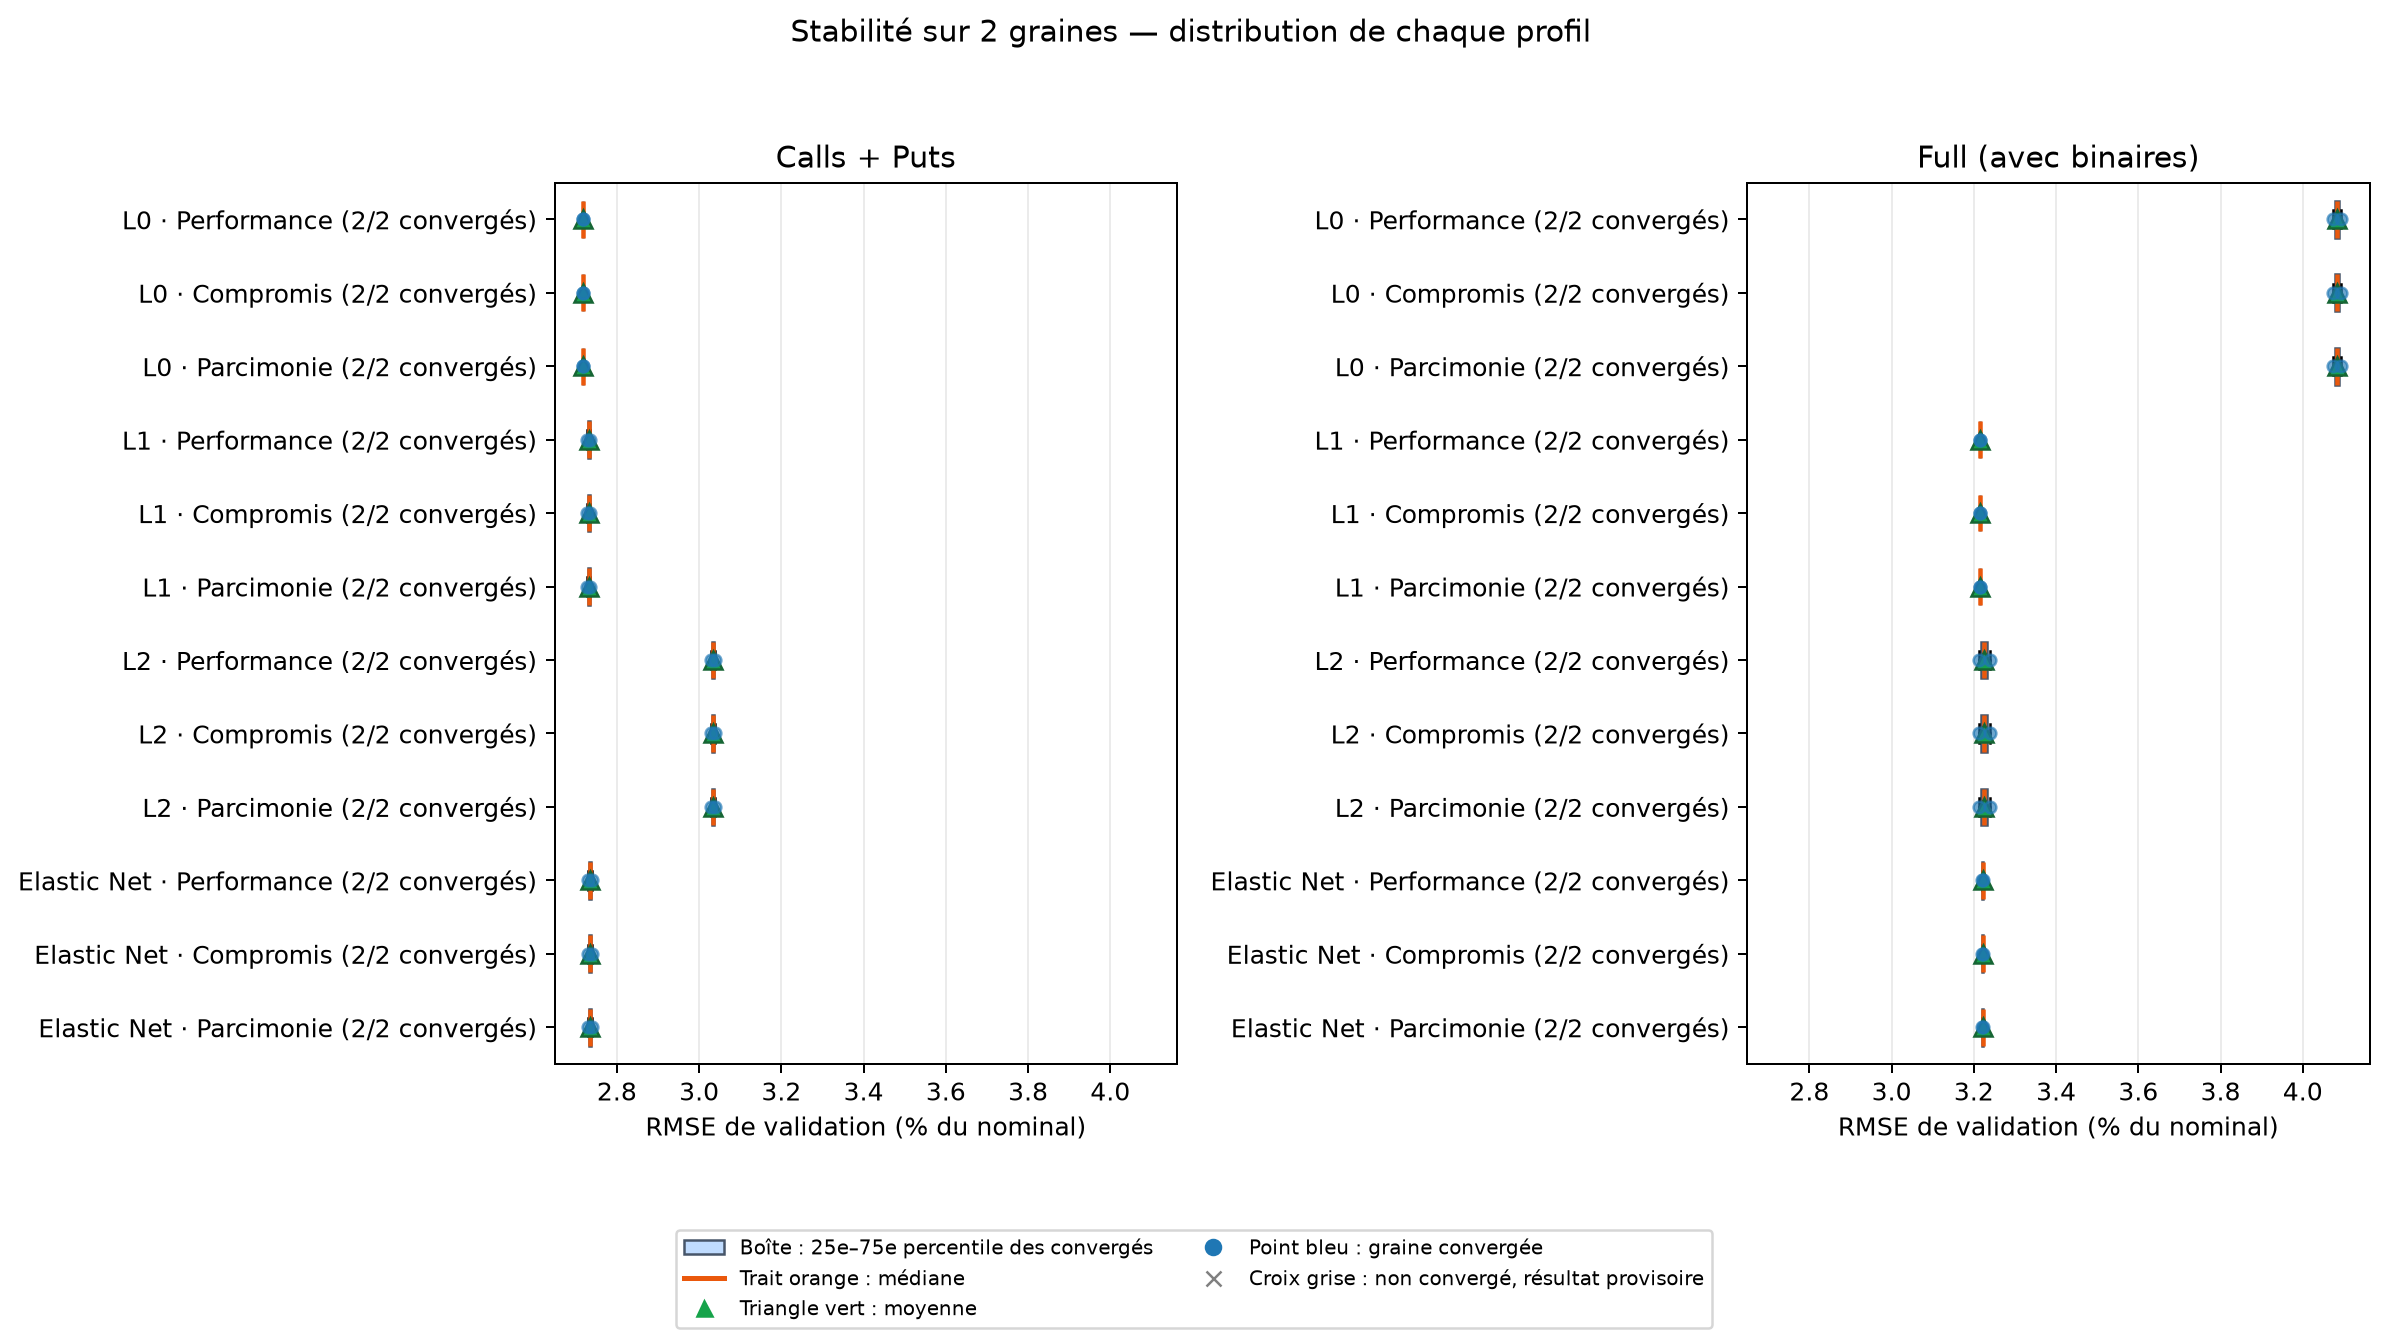 Stabilité sur 2 graines — distribution de chaque profil
Calls + Puts
L0 · Performance (2/2 convergés)
L0 · Compromis (2/2 convergés)
L0 · Parcimonie (2/2 convergés)
L1 · Performance (2/2 convergés)
L1 · Compromis (2/2 convergés)
L1 · Parcimonie (2/2 convergés)
L2 · Performance (2/2 convergés)
L2 · Compromis (2/2 convergés)
L2 · Parcimonie (2/2 convergés)
Elastic Net · Performance (2/2 convergés)
Elastic Net · Compromis (2/2 convergés)
Elastic Net · Parcimonie (2/2 convergés)
2.8 3.0 3.2 3.4 3.6 3.8 4.0
RMSE de validation (% du nominal)
Full (avec binaires)
L0 · Performance (2/2 convergés)
L0 · Compromis (2/2 convergés)
L0 · Parcimonie (2/2 convergés)
L1 · Performance (2/2 convergés)
L1 · Compromis (2/2 convergés)
L1 · Parcimonie (2/2 convergés)
L2 · Performance (2/2 convergés)
L2 · Compromis (2/2 convergés)
L2 · Parcimonie (2/2 convergés)
Elastic Net · Performance (2/2 convergés)
Elastic Net · Compromis (2/2 convergés)
Elastic Net · Parcimonie (2/2 convergés)
2.8 3.0 3.2 3.4 3.6 3.8 4.0
RMSE de validation (% du nominal)
Boîte : 25e–75e percentile des convergés
Trait orange : médiane
Triangle vert : moyenne
Point bleu : graine convergée
Croix grise : non convergé, résultat provisoire